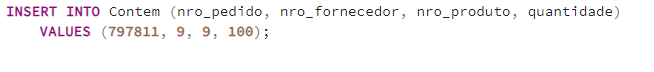 INSERT INTO Contem (nro_pedido, nro_fornecedor, nro_produto, quantidade)
VALUES (797811, 9, 9, 100);